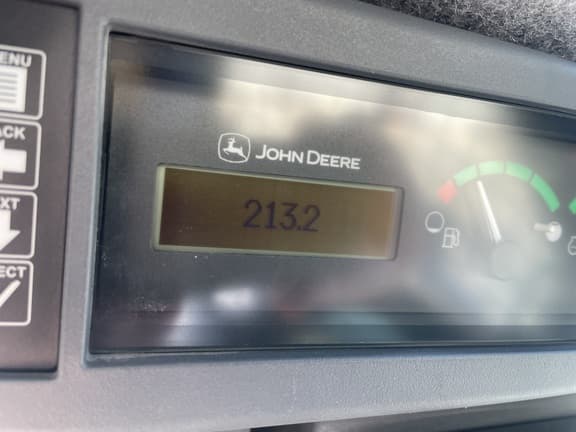 ENU
ACK
JOHN DEERE
213.2
XT
ECT